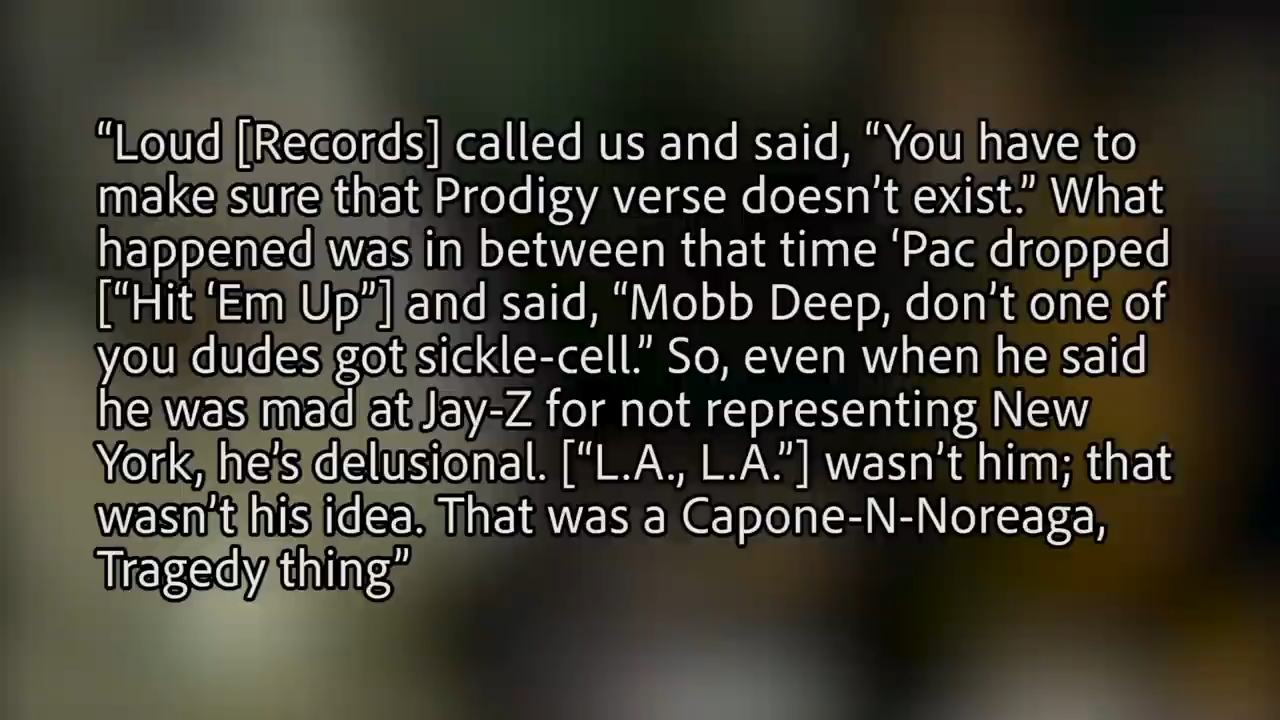 “Loud [Records] called us and said, “You have to
make sure that Prodigy verse doesn’t exist.” What
happened was in between that time ‘Pac dropped
[“Hit ‘Em Up”] and said, “Mobb Deep, don’t one of
you dudes got sickle-cell.” So, even when he said
he was mad at Jay-Z for not representing New
York, he’s delusional. [“L.A., L.A.”] wasn’t him; that
wasn’t his idea. That was a Capone-N-Noreaga,
Tragedy thing”